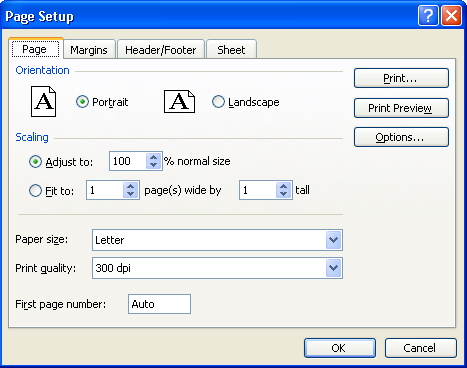 Page Setup
Page Margins Header/Footer Sheet
Orientation
A Portrait A Landscape
Print...
Print Preview
Options...
Scaling
Adjust to: 100 % normal size
Fit to: 1 page(s) wide by 1 tall
Paper size: Letter
Print quality: 300 dpi
First page number: Auto
OK Cancel